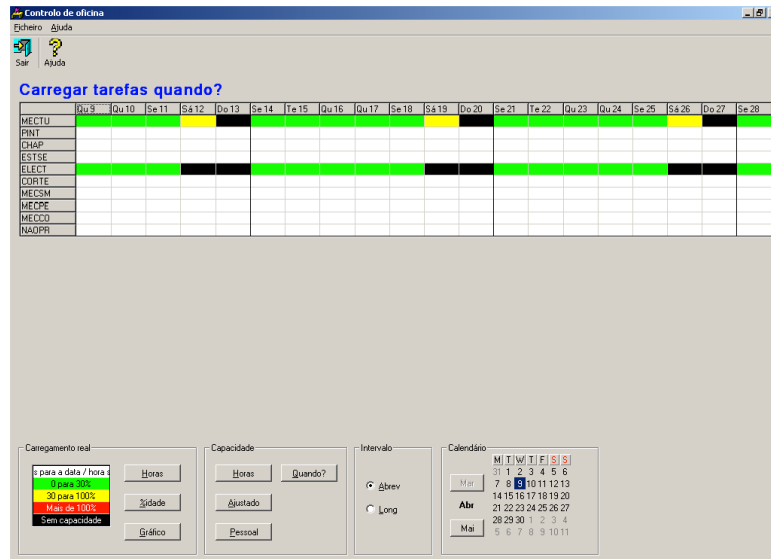 Controlo de oficina
Ficheiro Ajuda
Sair Ajuda
Carregar tarefas quando?
Qu 9 Qu 10 Se 11 Sá 12 Do 13 Se 14 Te 15 Qu 16 Qu 17 Se 18 Sá 19 Do 20 Se 21 Te 22 Qu 23 Qu 24 Se 25 Sá 26 Do 27 Se 28
MECTU
PINT
CHAP
ESTSE
ELECT
CORTE
MECSM
MECPE
MECCO
NAOPR
Carregamento real
s para a data / hora s
0 para 30%
30 para 100%
Mais de 100%
Sem capacidade
Horas
%idade
Gráfico
Capacidade
Horas Quando?
Ajustado
Pessoal
Intervalo
Abrev
Long
Calendário
Mar
Abr
Mai
M T W T F S S
31 1 2 3 4 5 6
7 8 9 10 11 12 13
14 15 16 17 18 19 20
21 22 23 24 25 26 27
28 29 30 1 2 3 4
5 6 7 8 9 10 11